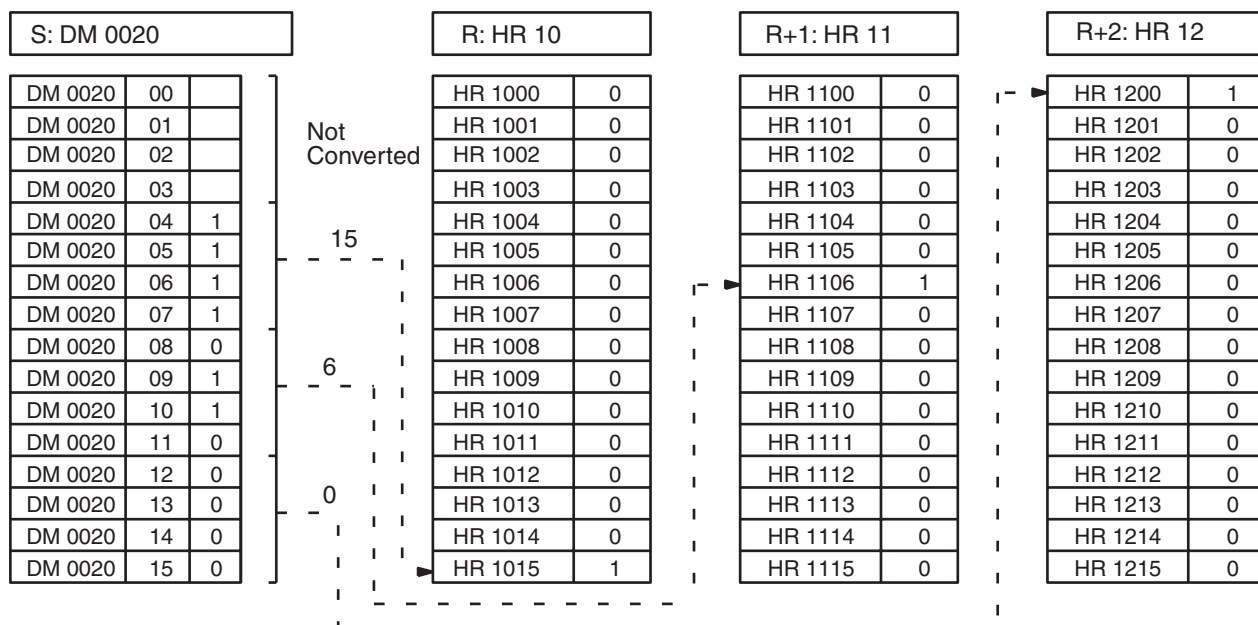 S: DM 0020 R: HR 10 R+1: HR 11 R+2: HR 12
DM 0020 00 HR 1000 0 HR 1100 0 HR 1200 1
DM 0020 01 HR 1001 0 HR 1101 0 HR 1201 0
Not
Converted
DM 0020 02 HR 1002 0 HR 1102 0 HR 1202 0
DM 0020 03 HR 1003 0 HR 1103 0 HR 1203 0
DM 0020 04 1 HR 1004 0 HR 1104 0 HR 1204 0
15
DM 0020 05 1 HR 1005 0 HR 1105 0 HR 1205 0
DM 0020 06 1 HR 1006 0 HR 1106 1 HR 1206 0
DM 0020 07 1 HR 1007 0 HR 1107 0 HR 1207 0
DM 0020 08 0 HR 1008 0 HR 1108 0 HR 1208 0
6
DM 0020 09 1 HR 1009 0 HR 1109 0 HR 1209 0
DM 0020 10 1 HR 1010 0 HR 1110 0 HR 1210 0
DM 0020 11 0 HR 1011 0 HR 1111 0 HR 1211 0
DM 0020 12 0 HR 1012 0 HR 1112 0 HR 1212 0
0
DM 0020 13 0 HR 1013 0 HR 1113 0 HR 1213 0
DM 0020 14 0 HR 1014 0 HR 1114 0 HR 1214 0
DM 0020 15 0 HR 1015 1 HR 1115 0 HR 1215 0